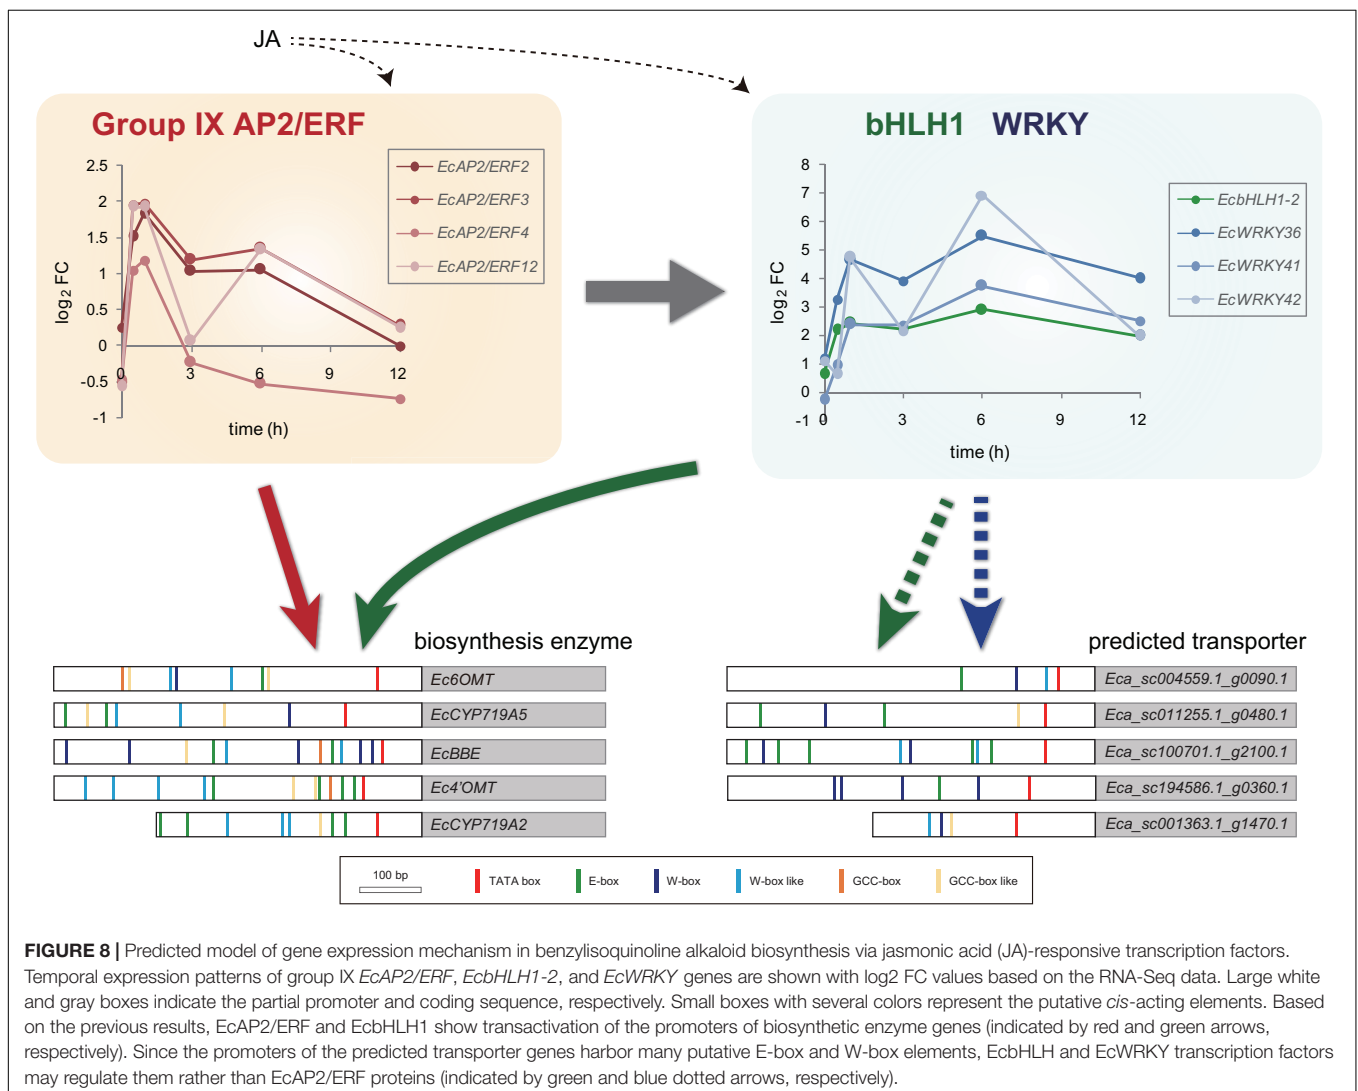 JA
Group IX AP2/ERF
2.5
2
1.5
1
0.5
0
-0.5
-1
log2 FC
0 3 6 9 12
time (h)
EcAP2/ERF2
EcAP2/ERF3
EcAP2/ERF4
EcAP2/ERF12
bHLH1 WRKY
8
7
6
5
4
3
2
1
0
-1
log2 FC
0 3 6 9 12
time (h)
EcbHLH1-2
EcWRKY36
EcWRKY41
EcWRKY42
biosynthesis enzyme
Ec6OMT
EcCYP719A5
EcBBE
Ec4'OMT
EcCYP719A2
predicted transporter
Eca_sc004559.1_g0090.1
Eca_sc011255.1_g0480.1
Eca_sc100701.1_g2100.1
Eca_sc194586.1_g0360.1
Eca_sc001363.1_g1470.1
100 bp TATA box E-box W-box W-box like GCC-box GCC-box like
FIGURE 8 | Predicted model of gene expression mechanism in benzylisoquinoline alkaloid biosynthesis via jasmonic acid (JA)-responsive transcription factors.
Temporal expression patterns of group IX EcAP2/ERF, EcbHLH1-2, and EcWRKY genes are shown with log2 FC values based on the RNA-Seq data. Large white
and gray boxes indicate the partial promoter and coding sequence, respectively. Small boxes with several colors represent the putative cis-acting elements. Based
on the previous results, EcAP2/ERF and EcbHLH1 show transactivation of the promoters of biosynthetic enzyme genes (indicated by red and green arrows,
respectively). Since the promoters of the predicted transporter genes harbor many putative E-box and W-box elements, EcbHLH and EcWRKY transcription factors
may regulate them rather than EcAP2/ERF proteins (indicated by green and blue dotted arrows, respectively).